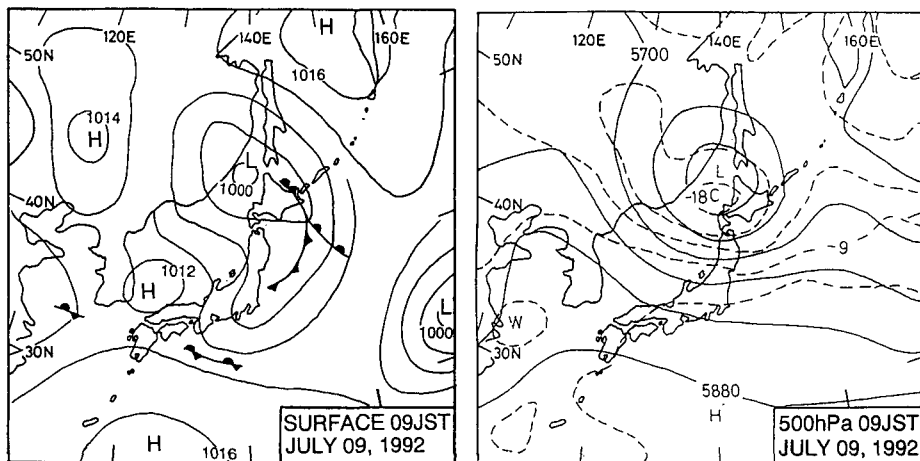 H
120E
140E
160E
50N
1016
1014
H
L
1000
40N
1012
H
L
1000
30N
H
1016
SURFACE 09JST
JULY 09, 1992
120E
5700
140E
160E
50N
L
-18C
40N
9
W
30N
5880
H
500hPa 09JST
JULY 09, 1992